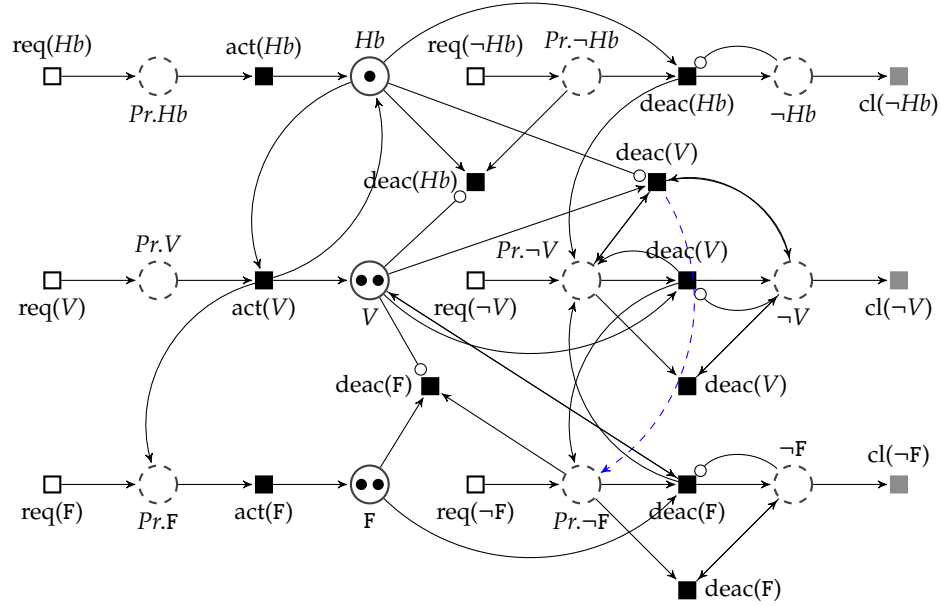 req(Hb)
Pr.Hb
act(Hb)
Hb
req(¬Hb)
Pr.¬Hb
deac(Hb)
¬Hb
cl(¬Hb)
deac(Hb)
deac(V)
req(V)
Pr.V
act(V)
V
req(¬V)
Pr.¬V
deac(V)
¬V
cl(¬V)
deac(F)
deac(V)
req(F)
Pr.F
act(F)
F
req(¬F)
Pr.¬F
deac(F)
¬F
cl(¬F)
deac(F)